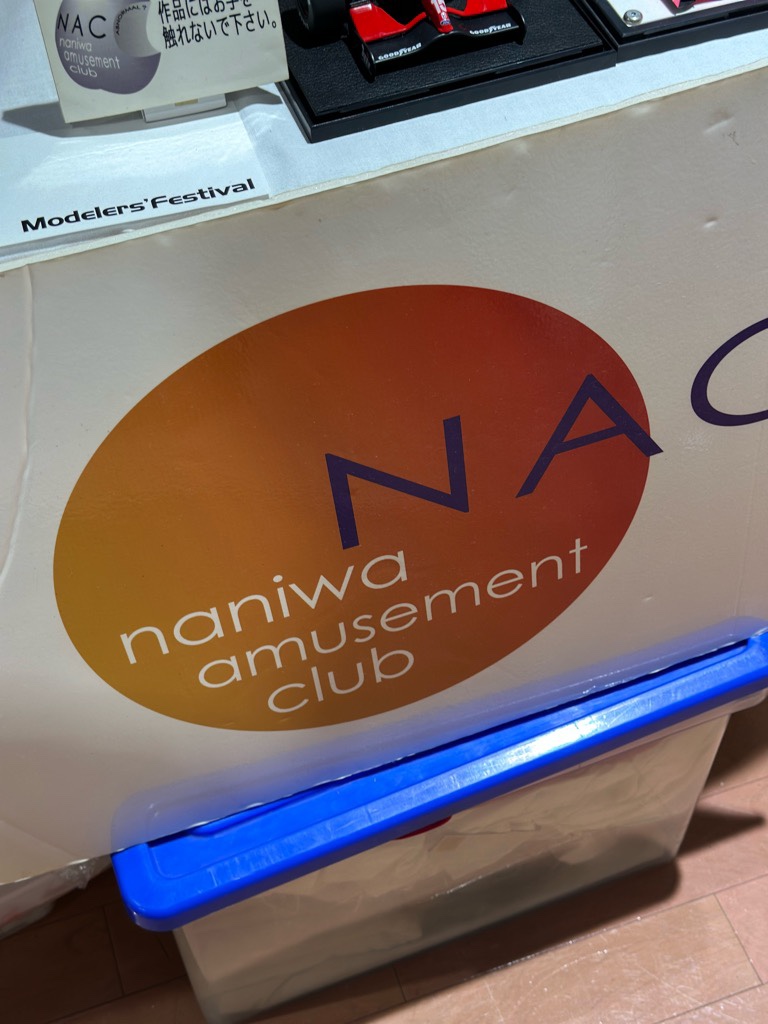 NAC
naniwa
amusement
club
作品にはお手を
触れないで下さい。
GOODYEAR
GOODYEAR
Modelers'Festival
NAC
naniwa
amusement
club